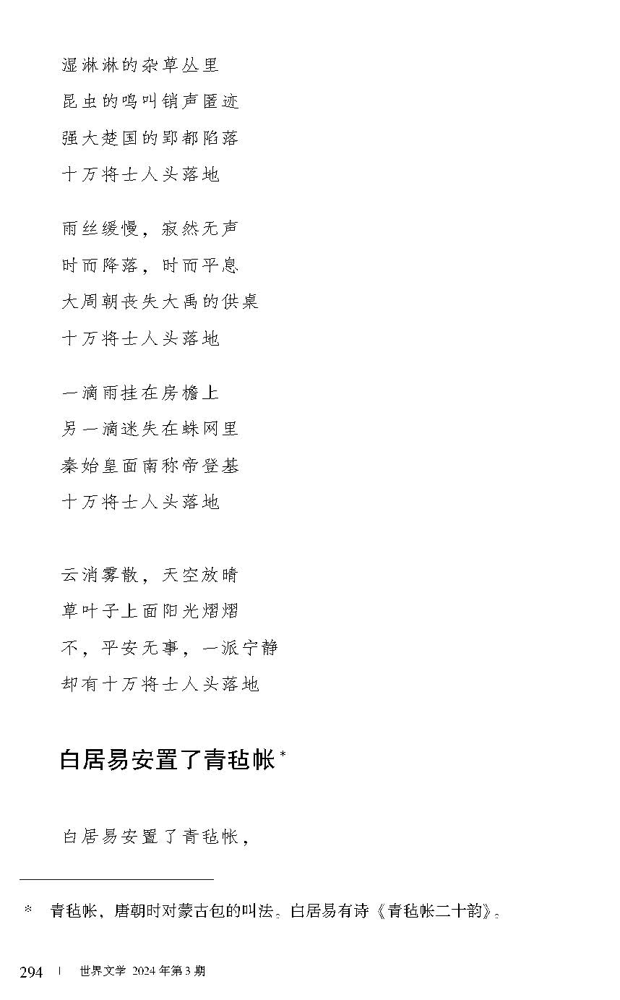 湿淋淋的杂草丛里
昆虫的鸣叫销声匿迹
强大楚国的郢都陷落
十万将士人头落地
雨丝缓慢，寂然无声
时而降落，时而平息
大周朝丧失大禹的供桌
十万将士人头落地
一滴雨挂在房檐上
另一滴迷失在蛛网里
秦始皇面南称帝登基
十万将士人头落地
云消雾散，天空放晴
草叶子上面阳光熠熠
不，平安无事，一派宁静
却有十万将士人头落地
白居易安置了青毡帐*
白居易安置了青毡帐，
* 青毡帐，唐朝时对蒙古包的叫法。白居易有诗《青毡帐二十韵》。
294 | 世界文学 2024 年第 3 期